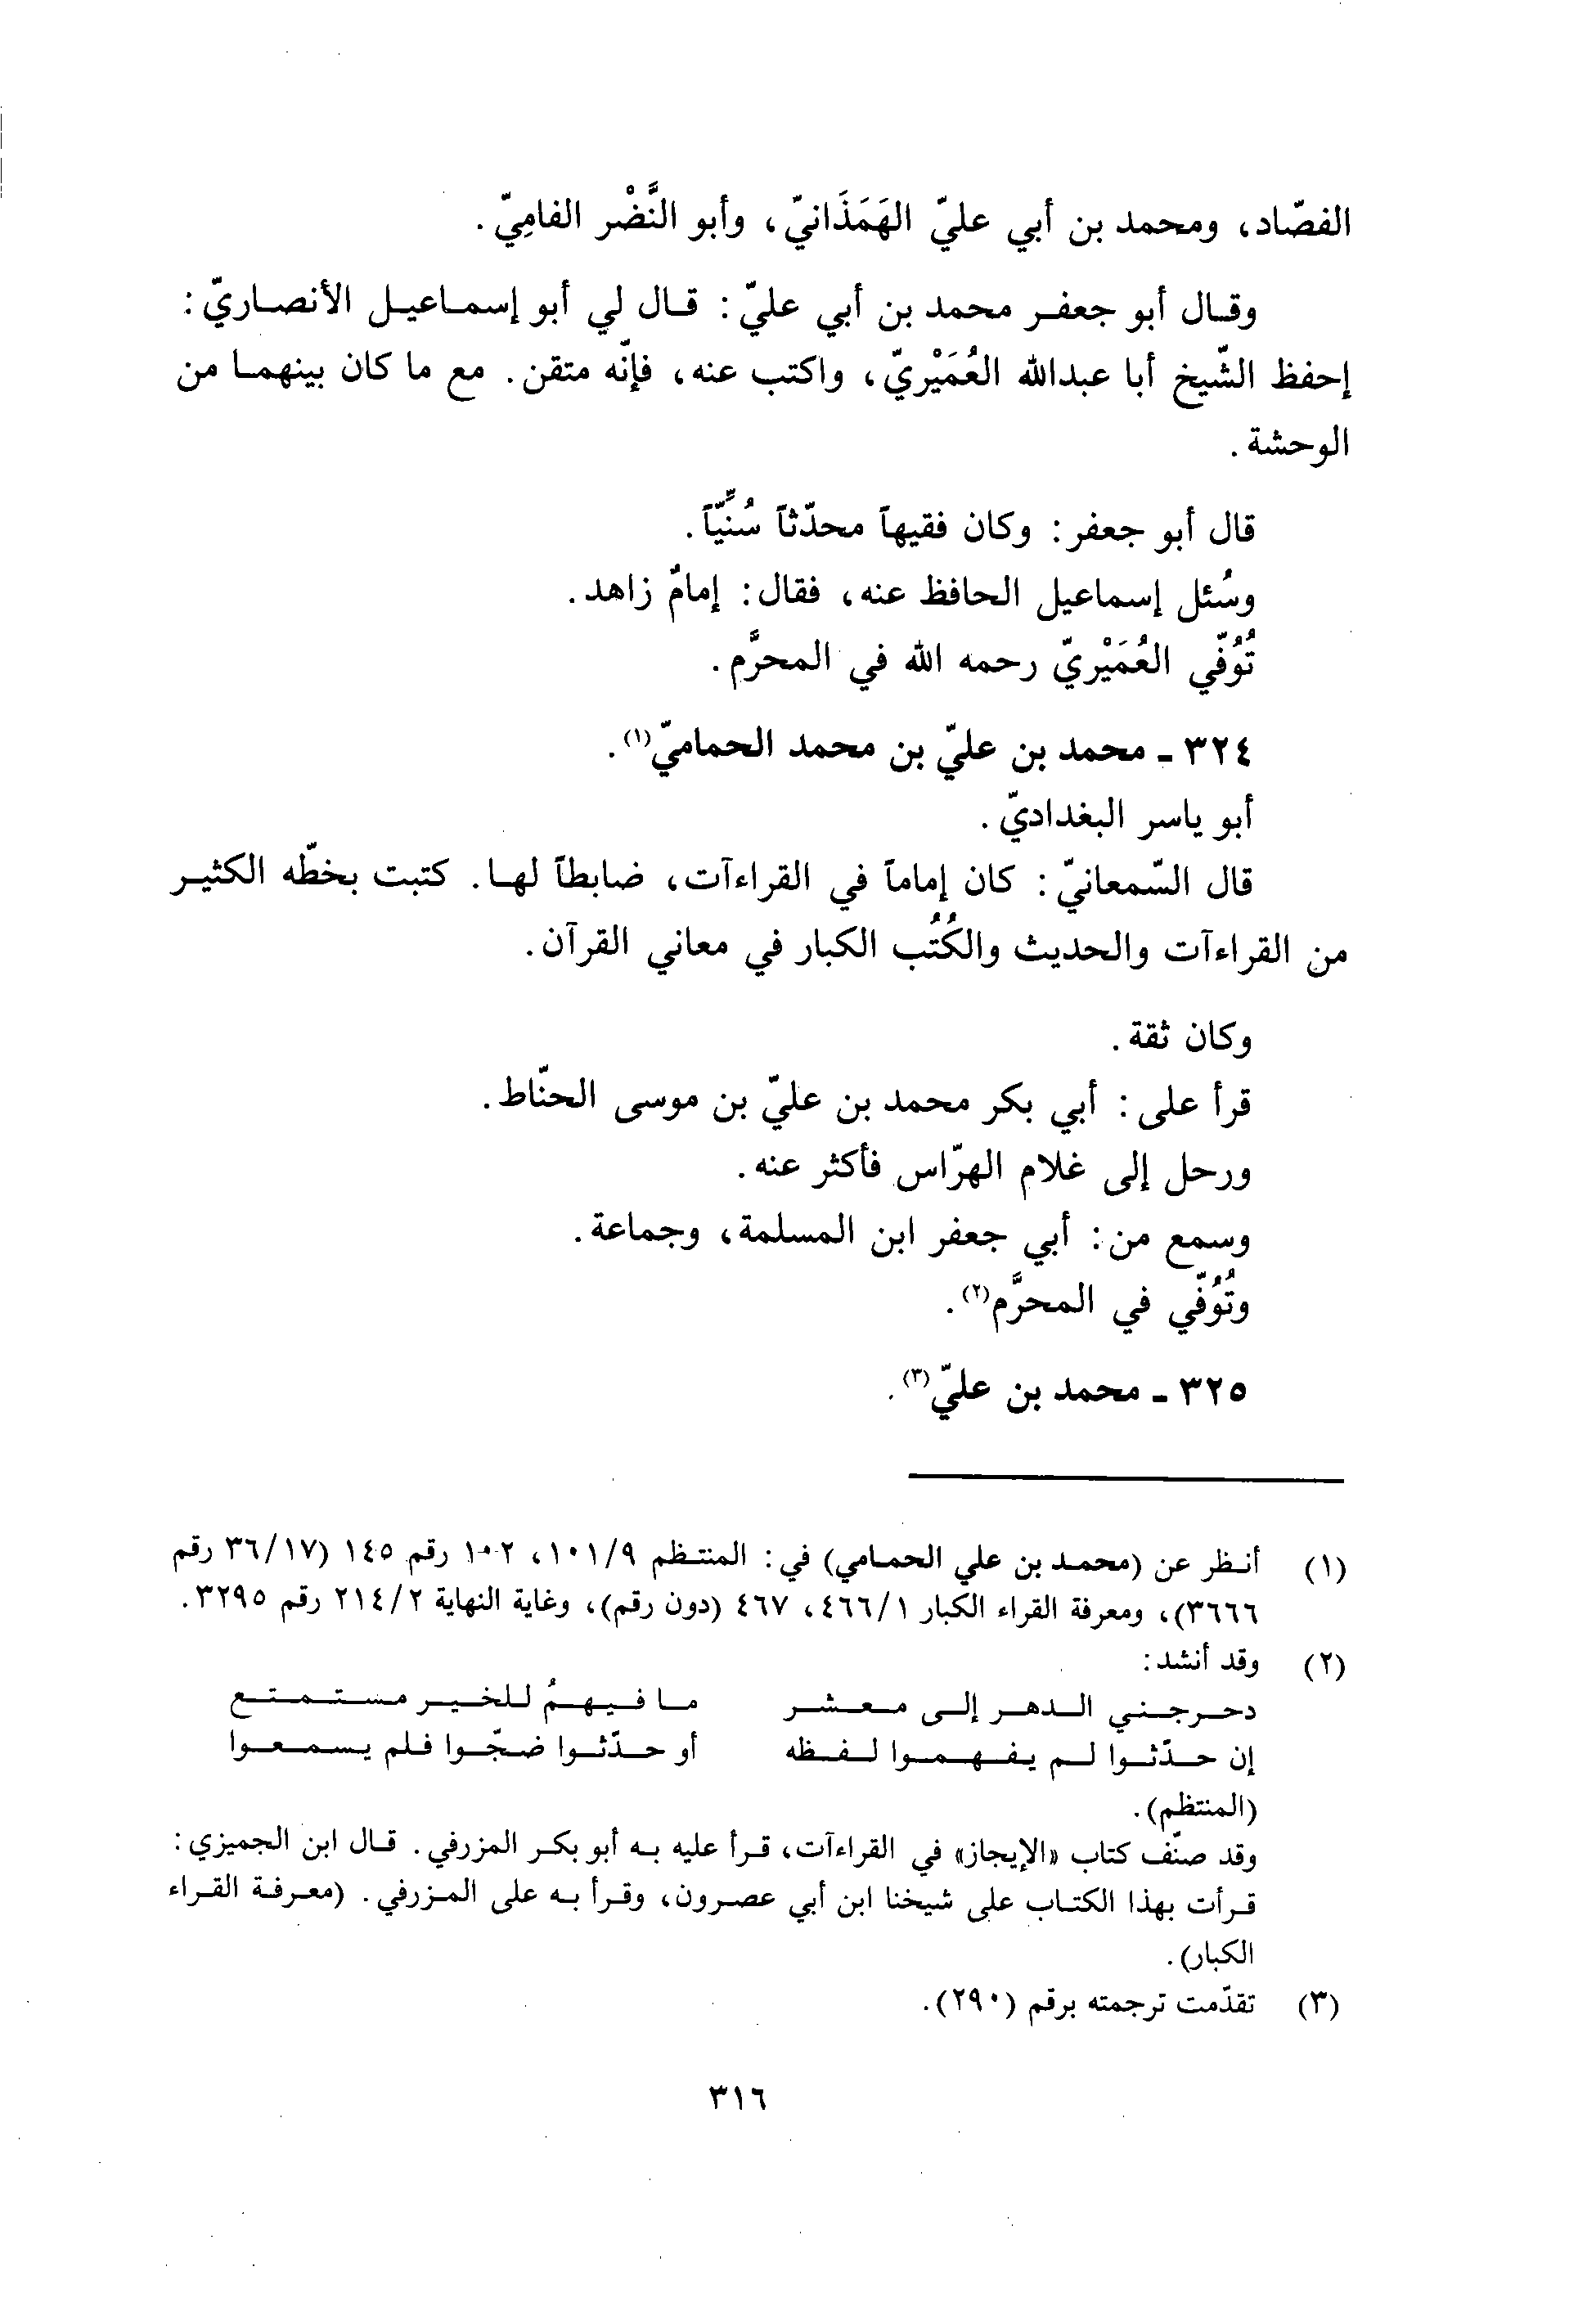 الفصّاد، ومحمد بن أبي عليّ الهَمَذَانيّ، وأبو النَّضْر الفامِيّ.
وقال أبو جعفر محمد بن أبي عليّ: قال لي أبو إسماعيل الأنصاريّ:
إحفظ الشّيخ أبا عبدالله العُمَيْريّ، واكتب عنه، فإنّه متقن. مع ما كان بينهما من
الوحشة.
قال أبو جعفر: وكان فقيهاً محدّثاً سُنِّيّاً.
وسُئل إسماعيل الحافظ عنه، فقال: إمامٌ زاهد.
تُوُفّي العُمَيْريّ رحمه الله في المحرَّم.
٣٢٤ - محمد بن عليّ بن محمد الحماميّ(١).
أبو ياسر البغداديّ.
قال السّمعانيّ: كان إماماً في القراءآت، ضابطاً لها. كتبت بخطّه الكثير
من القراءآت والحديث والكُتُب الكبار في معاني القرآن.
وكان ثقة.
قرأ على: أبي بكر محمد بن عليّ بن موسى الحنّاط.
ورحل إلى غلام الهرّاس فأكثر عنه.
وسمع من: أبي جعفر ابن المسلمة، وجماعة.
وتُوُفّي في المحرَّم(٢).
٣٢٥ - محمد بن عليّ(٣).
(١) أنظر عن (محمد بن علي الحمامي) في: المنتظم ١٠١/٩، ١٠٢ رقم ١٤٥ (٣٦/١٧ رقم
٣٦٦٦)، ومعرفة القراء الكبار ٤٦٦/١، ٤٦٧ (دون رقم)، وغاية النهاية ٢١٤/٢ رقم ٣٢٩٥.
(٢) وقد أنشد:
دحرجني الدهر إلى معشر ما فيهمُ للخير مستمتع
إن حدّثوا لم يفهموا لفظه أو حدّثوا ضجّوا فلم يسمعوا
(المنتظم).
وقد صنّف كتاب «الإيجاز» في القراءآت، قرأ عليه به أبو بكر المزرفي. قال ابن الجميزي:
قرأت بهذا الكتاب على شيخنا ابن أبي عصرون، وقرأ به على المزرفي. (معرفة القراء
الكبار).
(٣) تقدّمت ترجمته برقم (٢٩٠).
٣١٦